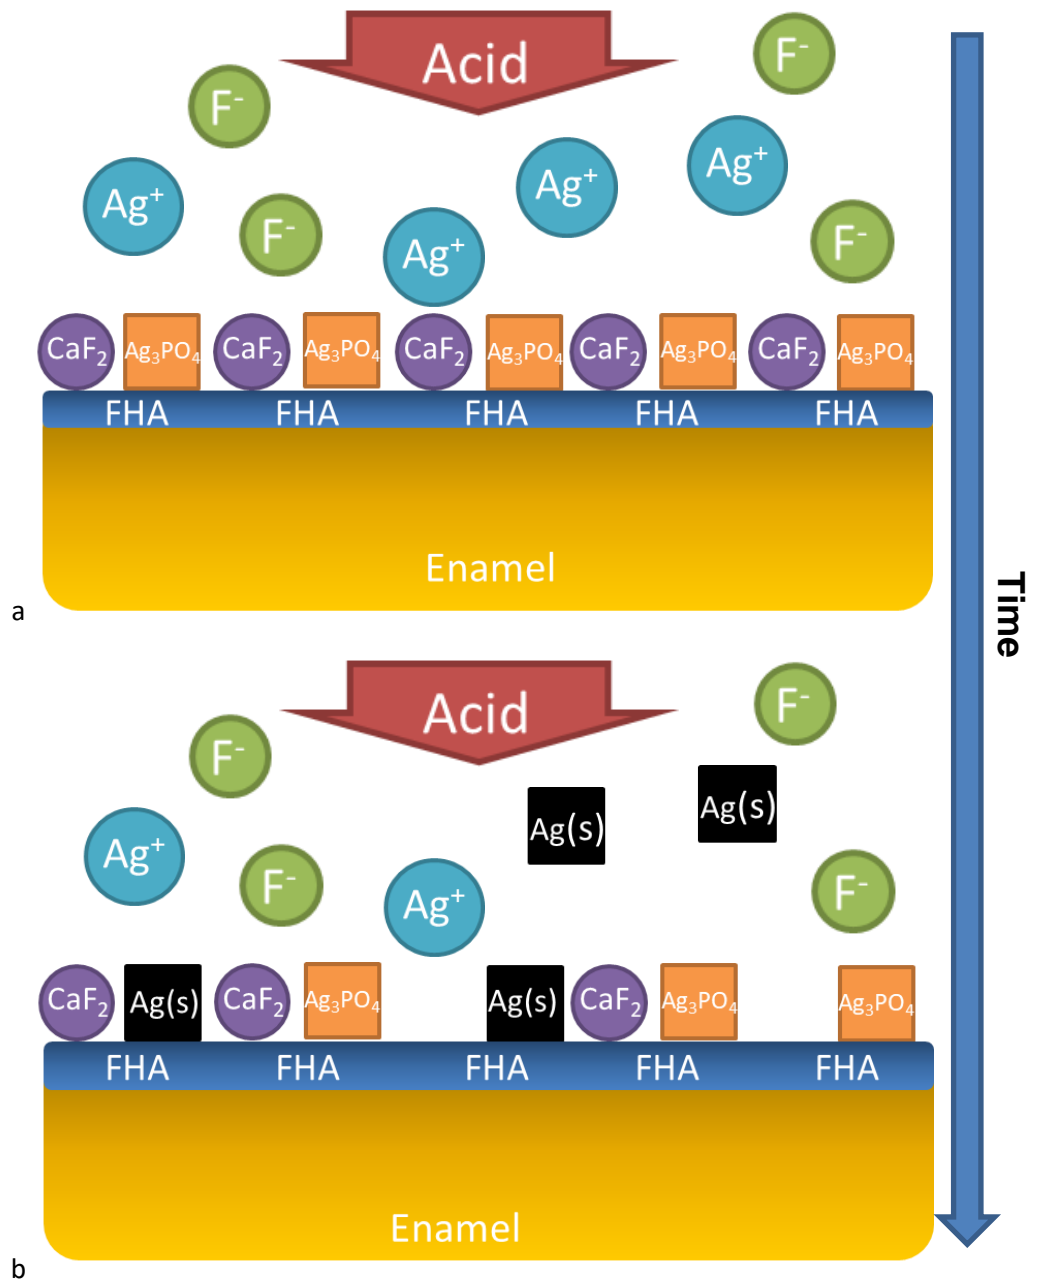 Acid
F⁻
F⁻
Ag⁺
Ag⁺
Ag⁺
F⁻
Ag⁺
F⁻
CaF₂ Ag₃PO₄ CaF₂ Ag₃PO₄ CaF₂ Ag₃PO₄ CaF₂ Ag₃PO₄ CaF₂ Ag₃PO₄
FHA FHA FHA FHA FHA
Enamel
a
Time
Acid
F⁻
F⁻
Ag(s)
Ag(s)
Ag⁺
F⁻
Ag⁺
F⁻
CaF₂ Ag(s) CaF₂ Ag₃PO₄ Ag(s) CaF₂ Ag₃PO₄ Ag₃PO₄
FHA FHA FHA FHA FHA
Enamel
b